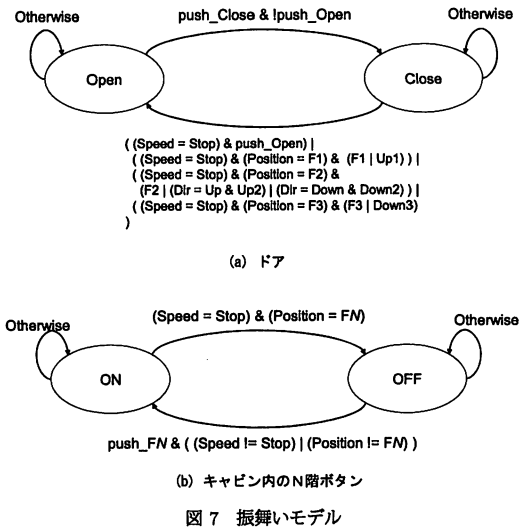 push_Close & !push_Open
Otherwise
Otherwise
Open
Close
( (Speed = Stop) & push_Open) |
( (Speed = Stop) & (Position = F1) & (F1 | Up1) ) |
( (Speed = Stop) & (Position = F2) &
(F2 | (Dir = Up & Up2) | (Dir = Down & Down2) ) |
( (Speed = Stop) & (Position = F3) & (F3 | Down3)
)
(a) ドア
(Speed = Stop) & (Position = FN)
Otherwise
Otherwise
ON
OFF
push_FN & ( (Speed != Stop) | (Position != FN) )
(b) キャビン内のN階ボタン
図 7 振舞いモデル